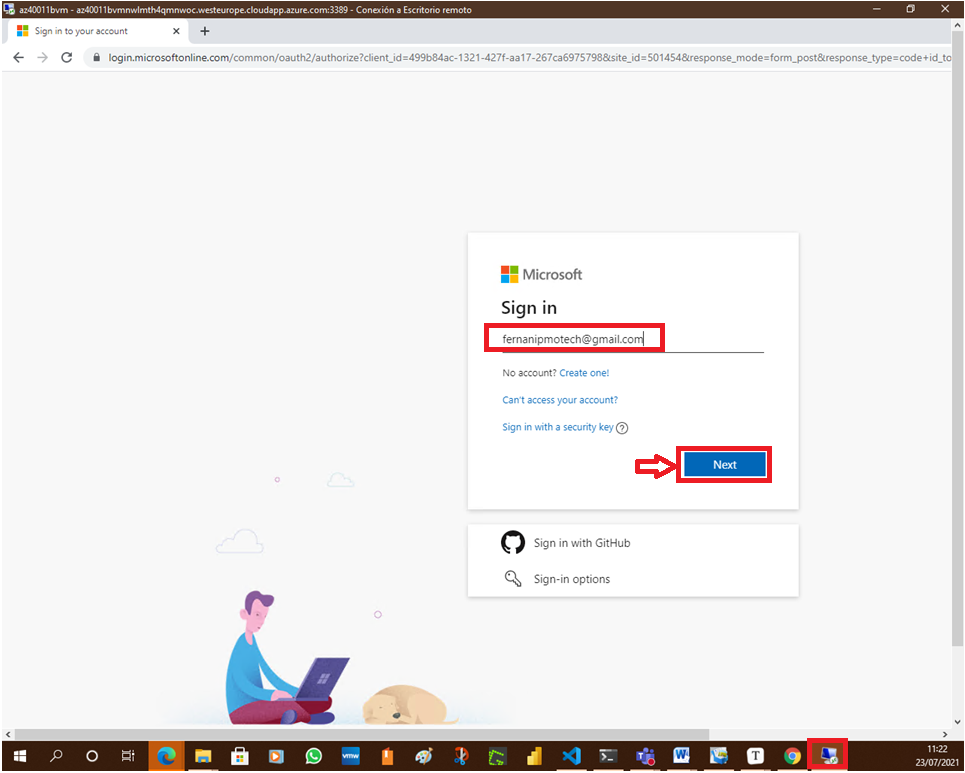 az40011bvm - az40011bvmnwlmth4qmnwoc.westeurope.cloudapp.azure.com:3389 - Conexión a Escritorio remoto
Sign in to your account
login.microsoftonline.com/common/oauth2/authorize?client_id=499b84ac-1321-427f-aa17-267ca6975798&site_id=501454&response_mode=form_post&response_type=code+id_to
Microsoft
Sign in
fernanipmotech@gmail.com
No account? Create one!
Can't access your account?
Sign in with a security key ?
Next
Sign in with GitHub
Sign-in options
vmw
W
T
11:22
23/07/2021